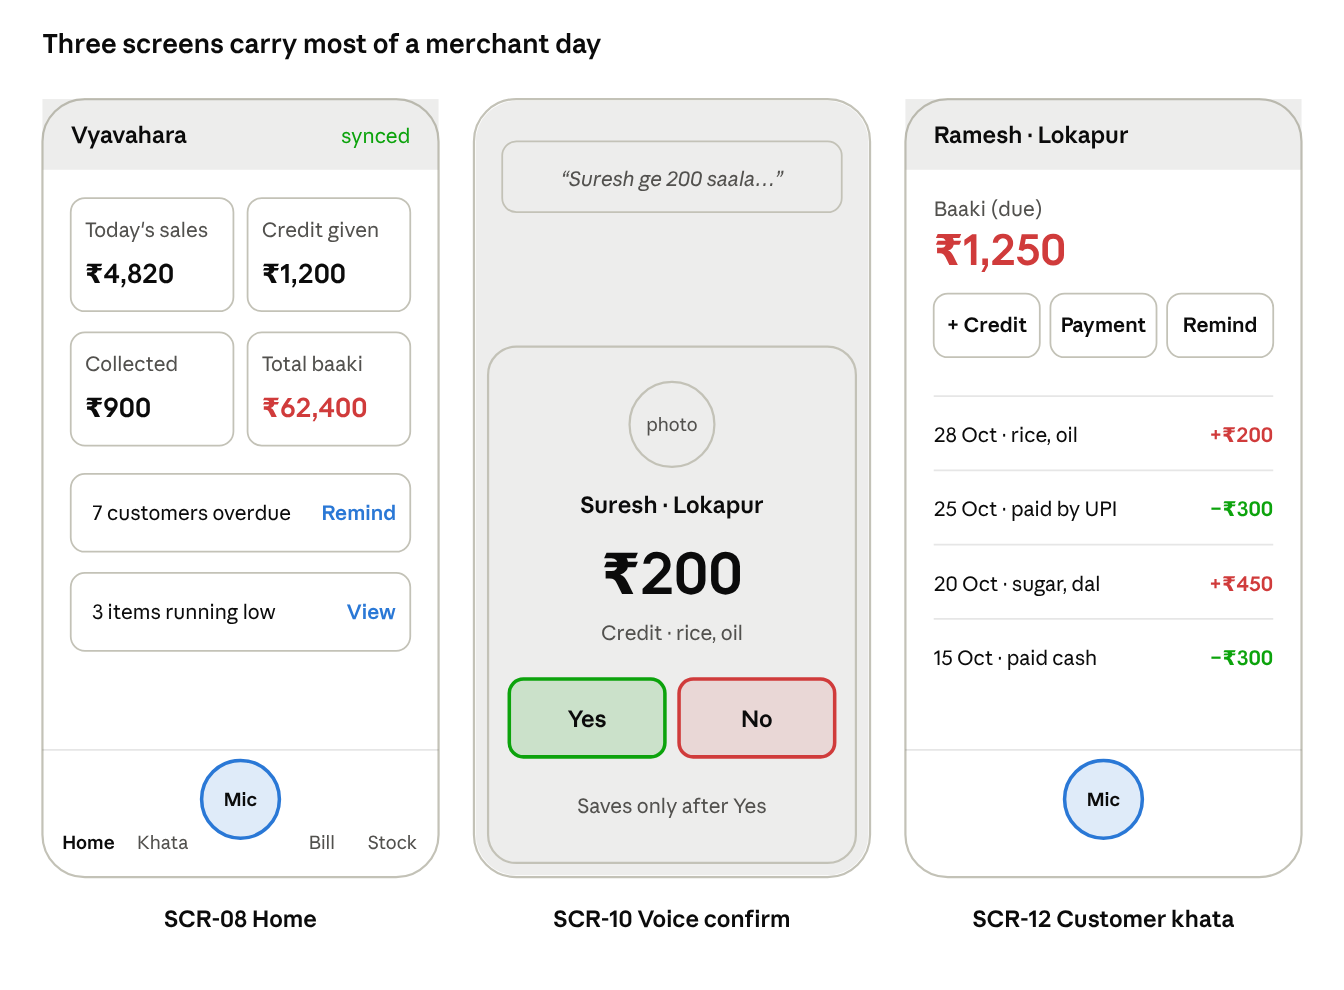 Three screens carry most of a merchant day
Vyavahara
synced
Today's sales
₹4,820
Credit given
₹1,200
Collected
₹900
Total baaki
₹62,400
7 customers overdue
Remind
3 items running low
View
Mic
Home
Khata
Bill
Stock
SCR-08 Home
“Suresh ge 200 saala…”
photo
Suresh · Lokapur
₹200
Credit · rice, oil
Yes
No
Saves only after Yes
SCR-10 Voice confirm
Ramesh · Lokapur
Baaki (due)
₹1,250
+ Credit
Payment
Remind
28 Oct · rice, oil
+₹200
25 Oct · paid by UPI
−₹300
20 Oct · sugar, dal
+₹450
15 Oct · paid cash
−₹300
Mic
SCR-12 Customer khata